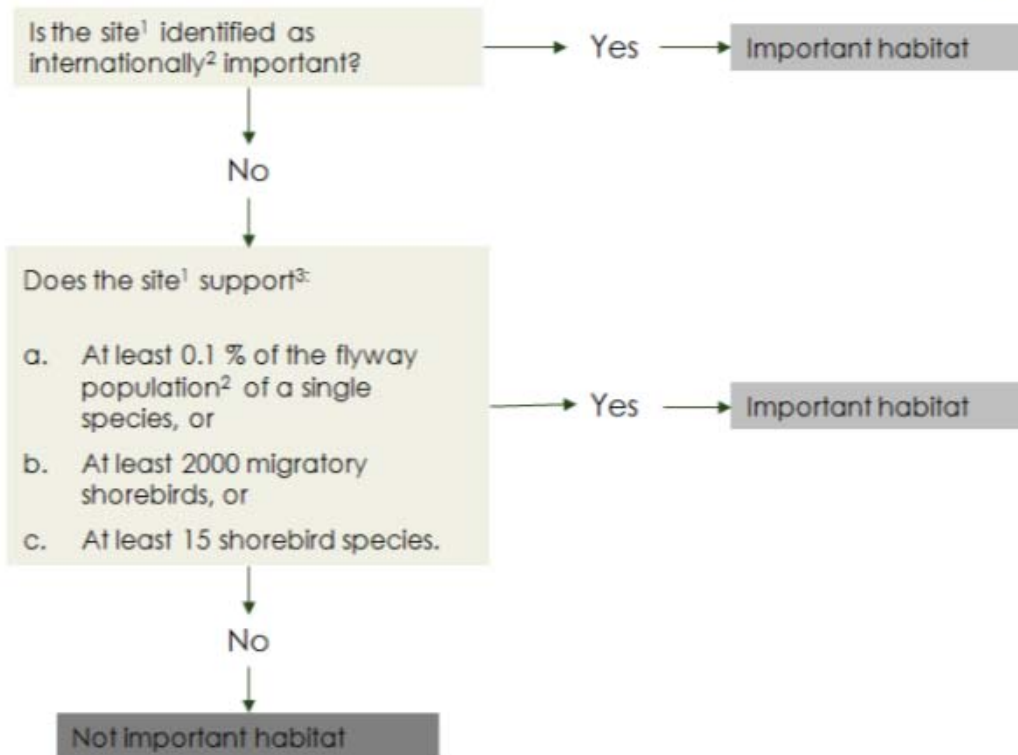 Is the site¹ identified as
internationally² important?
Yes
Important habitat
No
Does the site¹ support³:
a. At least 0.1 % of the flyway
population² of a single
species, or
b. At least 2000 migratory
shorebirds, or
c. At least 15 shorebird species.
Yes
Important habitat
No
Not important habitat